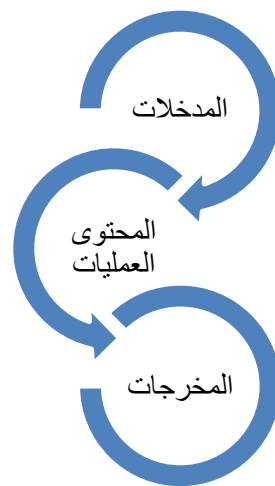 المدخلات
المحتوى
العمليات
المخرجات